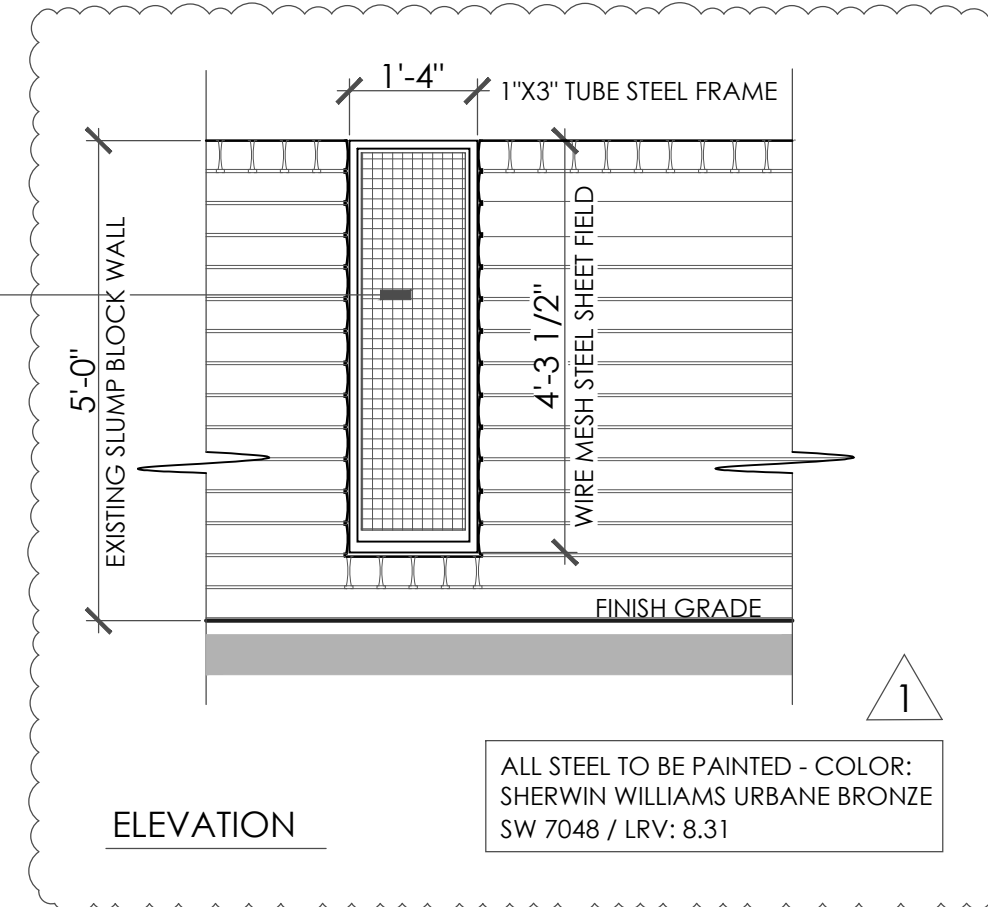 1'-4"
1"X3" TUBE STEEL FRAME
5'-0"
EXISTING SLUMP BLOCK WALL
4'-3 1/2"
WIRE MESH STEEL SHEET FIELD
FINISH GRADE
1
ALL STEEL TO BE PAINTED - COLOR:
SHERWIN WILLIAMS URBANE BRONZE
SW 7048 / LRV: 8.31
ELEVATION